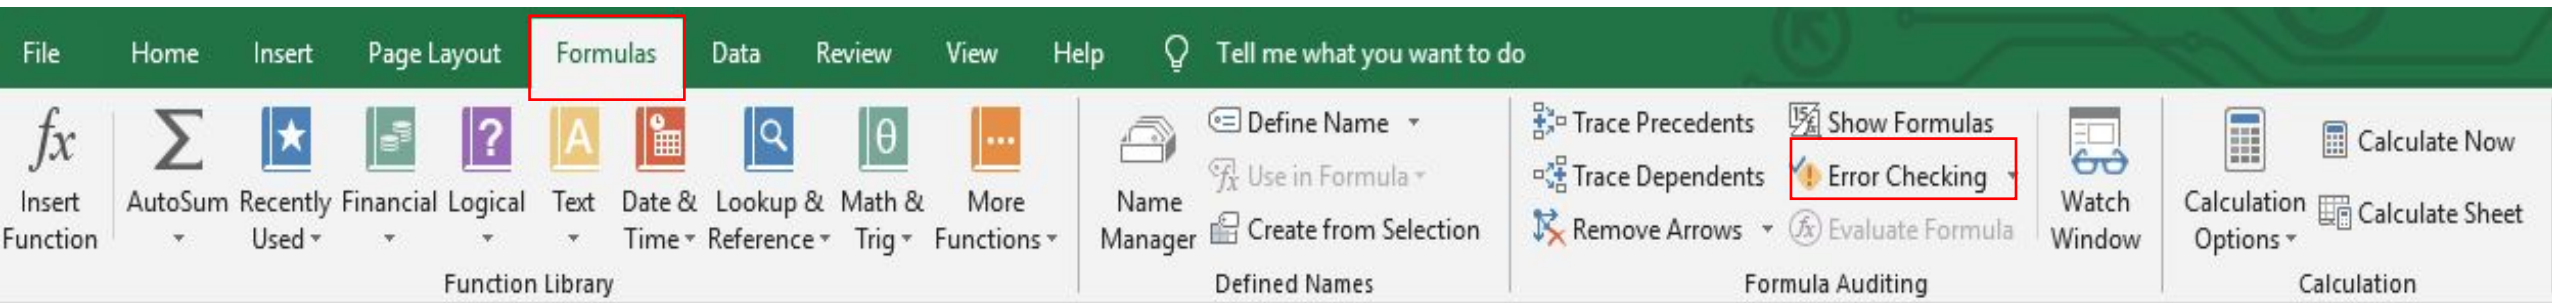 File Home Insert Page Layout Formulas Data Review View Help Tell me what you want to do
fx Insert Function
Σ AutoSum
Recently Used
Financial
? Logical
A Text
Date & Time
Lookup & Reference
θ Math & Trig
... More Functions
Function Library
Name Manager
Define Name
Use in Formula
Create from Selection
Defined Names
Trace Precedents
Trace Dependents
Remove Arrows
Show Formulas
Error Checking
Evaluate Formula
Watch Window
Formula Auditing
Calculation Options
Calculate Now
Calculate Sheet
Calculation